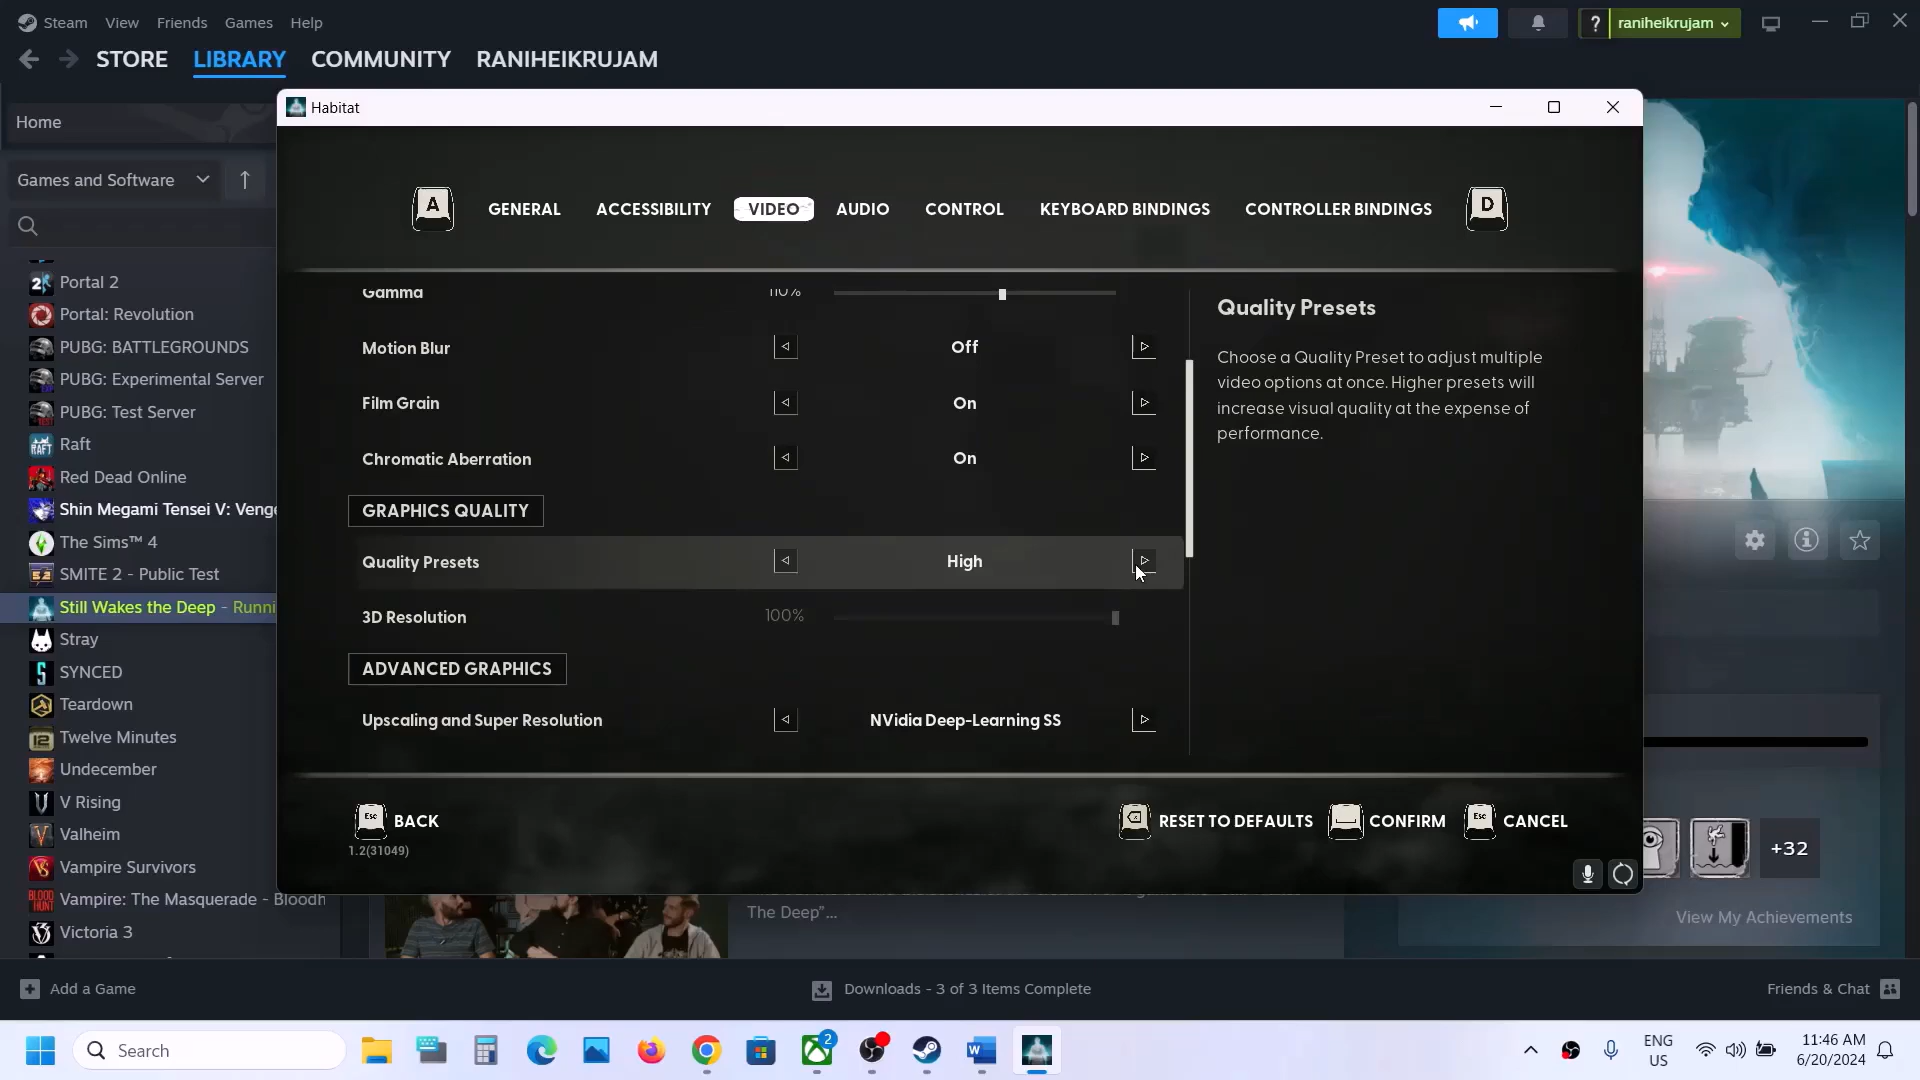 Steam View Friends Games Help
? raniheikrujam
STORE LIBRARY COMMUNITY RANIHEIKRUJAM
Home
Games and Software
Portal 2
Portal: Revolution
PUBG: BATTLEGROUNDS
PUBG: Experimental Server
PUBG: Test Server
Raft
Red Dead Online
Shin Megami Tensei V: Venge
The Sims™ 4
SMITE 2 - Public Test
Still Wakes the Deep - Runni
Stray
SYNCED
Teardown
Twelve Minutes
Undecember
V Rising
Valheim
Vampire Survivors
Vampire: The Masquerade - Bloodh
Victoria 3
Habitat
A GENERAL ACCESSIBILITY VIDEO AUDIO CONTROL KEYBOARD BINDINGS CONTROLLER BINDINGS D
Gamma 110%
Motion Blur Off
Film Grain On
Chromatic Aberration On
GRAPHICS QUALITY
Quality Presets High
3D Resolution 100%
ADVANCED GRAPHICS
Upscaling and Super Resolution NVidia Deep-Learning SS
Quality Presets
Choose a Quality Preset to adjust multiple
video options at once. Higher presets will
increase visual quality at the expense of
performance.
Esc BACK RESET TO DEFAULTS CONFIRM Esc CANCEL
1.2(31049)
The Deep”...
+32
View My Achievements
Add a Game Downloads - 3 of 3 Items Complete Friends & Chat
Search
2
ENG
US
11:46 AM
6/20/2024